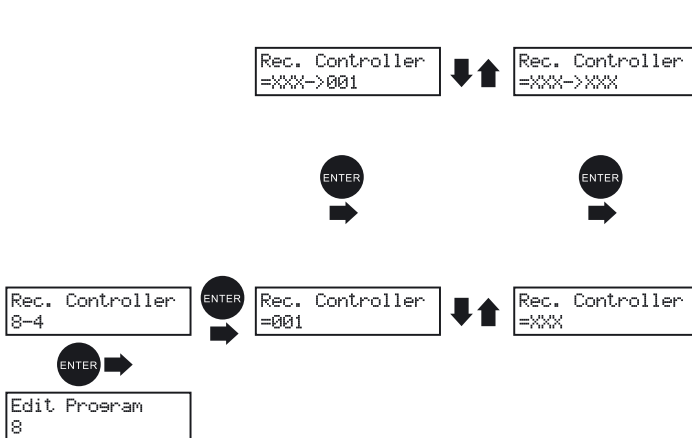 Rec. Controller
=XXX->001
Rec. Controller
=XXX->XXX
ENTER
ENTER
Rec. Controller
8-4
ENTER
Rec. Controller
=001
Rec. Controller
=XXX
ENTER
Edit Program
8